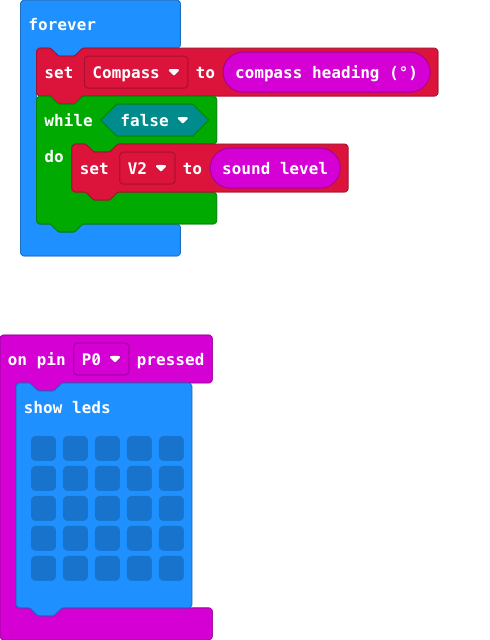 forever
set Compass to compass heading (°)
while false
do set V2 to sound level
on pin P0 pressed
show leds